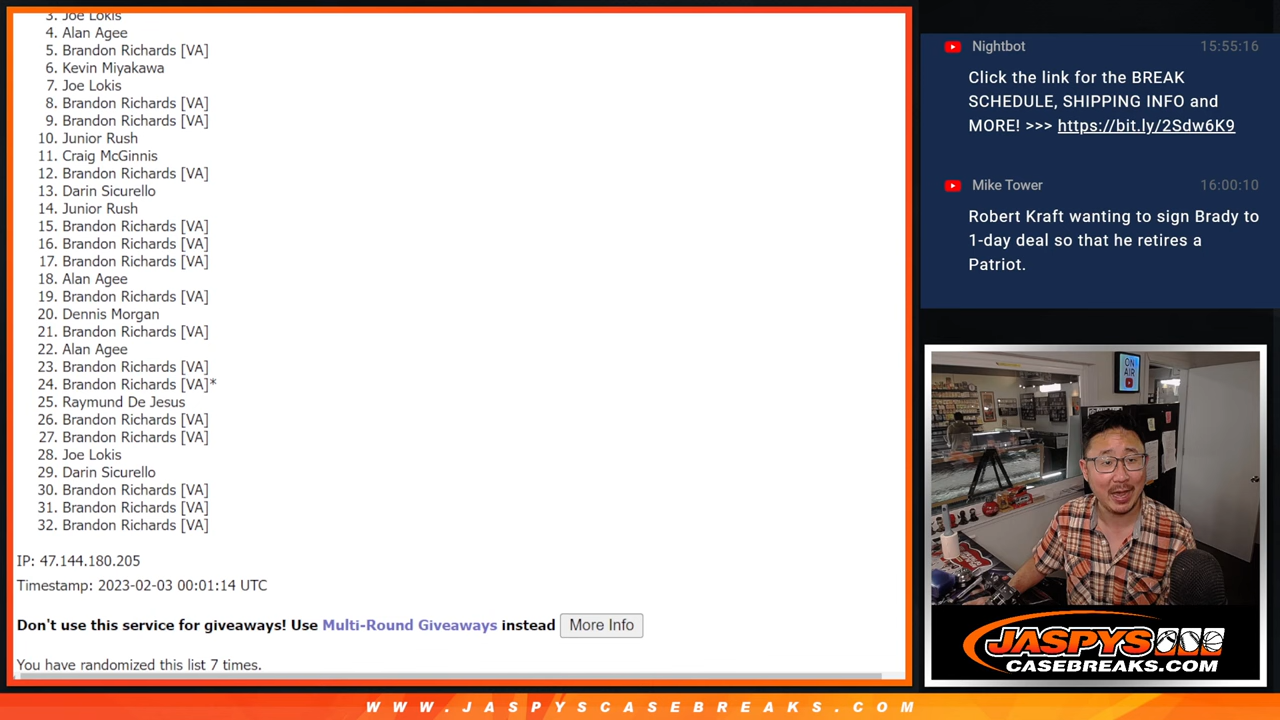 3. Joe Lokis
4. Alan Agee
5. Brandon Richards [VA]
6. Kevin Miyakawa
7. Joe Lokis
8. Brandon Richards [VA]
9. Brandon Richards [VA]
10. Junior Rush
11. Craig McGinnis
12. Brandon Richards [VA]
13. Darin Sicurello
14. Junior Rush
15. Brandon Richards [VA]
16. Brandon Richards [VA]
17. Brandon Richards [VA]
18. Alan Agee
19. Brandon Richards [VA]
20. Dennis Morgan
21. Brandon Richards [VA]
22. Alan Agee
23. Brandon Richards [VA]
24. Brandon Richards [VA]*
25. Raymund De Jesus
26. Brandon Richards [VA]
27. Brandon Richards [VA]
28. Joe Lokis
29. Darin Sicurello
30. Brandon Richards [VA]
31. Brandon Richards [VA]
32. Brandon Richards [VA]
IP: 47.144.180.205
Timestamp: 2023-02-03 00:01:14 UTC
Don't use this service for giveaways! Use Multi-Round Giveaways instead More Info
You have randomized this list 7 times.
Nightbot 15:55:16
Click the link for the BREAK
SCHEDULE, SHIPPING INFO and
MORE! >>> https://bit.ly/2Sdw6K9
Mike Tower 16:00:10
Robert Kraft wanting to sign Brady to
1-day deal so that he retires a
Patriot.
ON
AIR
JASPYS
CASEBREAKS.COM
WWW.JASPYSCASEBREAKS.COM